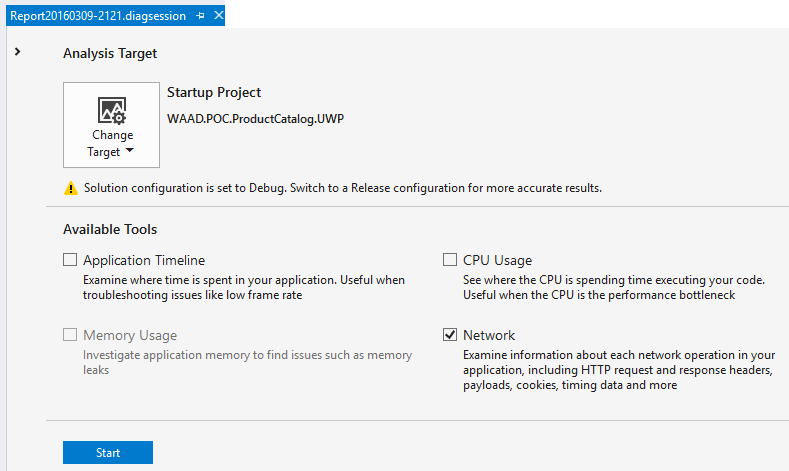 Report20160309-2121.diagsession
Analysis Target
Change
Target
Startup Project
WAAD.POC.ProductCatalog.UWP
Solution configuration is set to Debug. Switch to a Release configuration for more accurate results.
Available Tools
Application Timeline
Examine where time is spent in your application. Useful when
troubleshooting issues like low frame rate
CPU Usage
See where the CPU is spending time executing your code.
Useful when the CPU is the performance bottleneck
Memory Usage
Investigate application memory to find issues such as memory
leaks
Network
Examine information about each network operation in your
application, including HTTP request and response headers,
payloads, cookies, timing data and more
Start